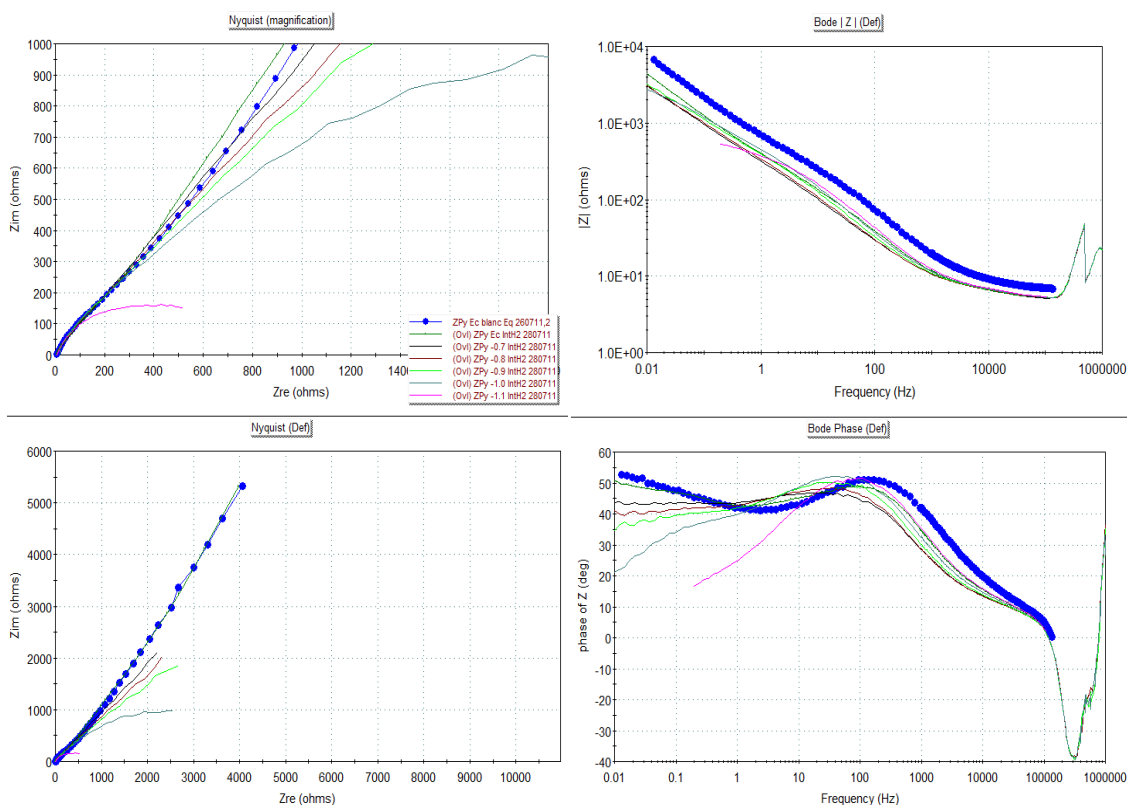 Nyquist (magnification)
1000
900
800
700
600
500
400
300
200
100
0
Zim (ohms)
0
200
400
600
800
1000
1200
140
Zre (ohms)
ZPy Ec blanc Eq 260711,2
(Ovl) ZPy Ec IntH2 280711
(Ovl) ZPy -0.7 IntH2 280711
(Ovl) ZPy -0.8 IntH2 280711
(Ovl) ZPy -0.9 IntH2 280711
(Ovl) ZPy -1.0 IntH2 280711
(Ovl) ZPy -1.1 IntH2 280711
Bode | Z | (Def)
1.0E+04
1.0E+03
1.0E+02
1.0E+01
1.0E+00
|Z| (ohms)
0.01
1
100
10000
1000000
Frequency (Hz)
Nyquist (Def)
6000
5000
4000
3000
2000
1000
0
Zim (ohms)
0
1000
2000
3000
4000
5000
6000
7000
8000
9000
10000
Zre (ohms)
Bode Phase (Def)
60
50
40
30
20
10
0
-10
-20
-30
-40
phase of Z (deg)
0.01
0.1
1
10
100
1000
10000
100000
1000000
Frequency (Hz)